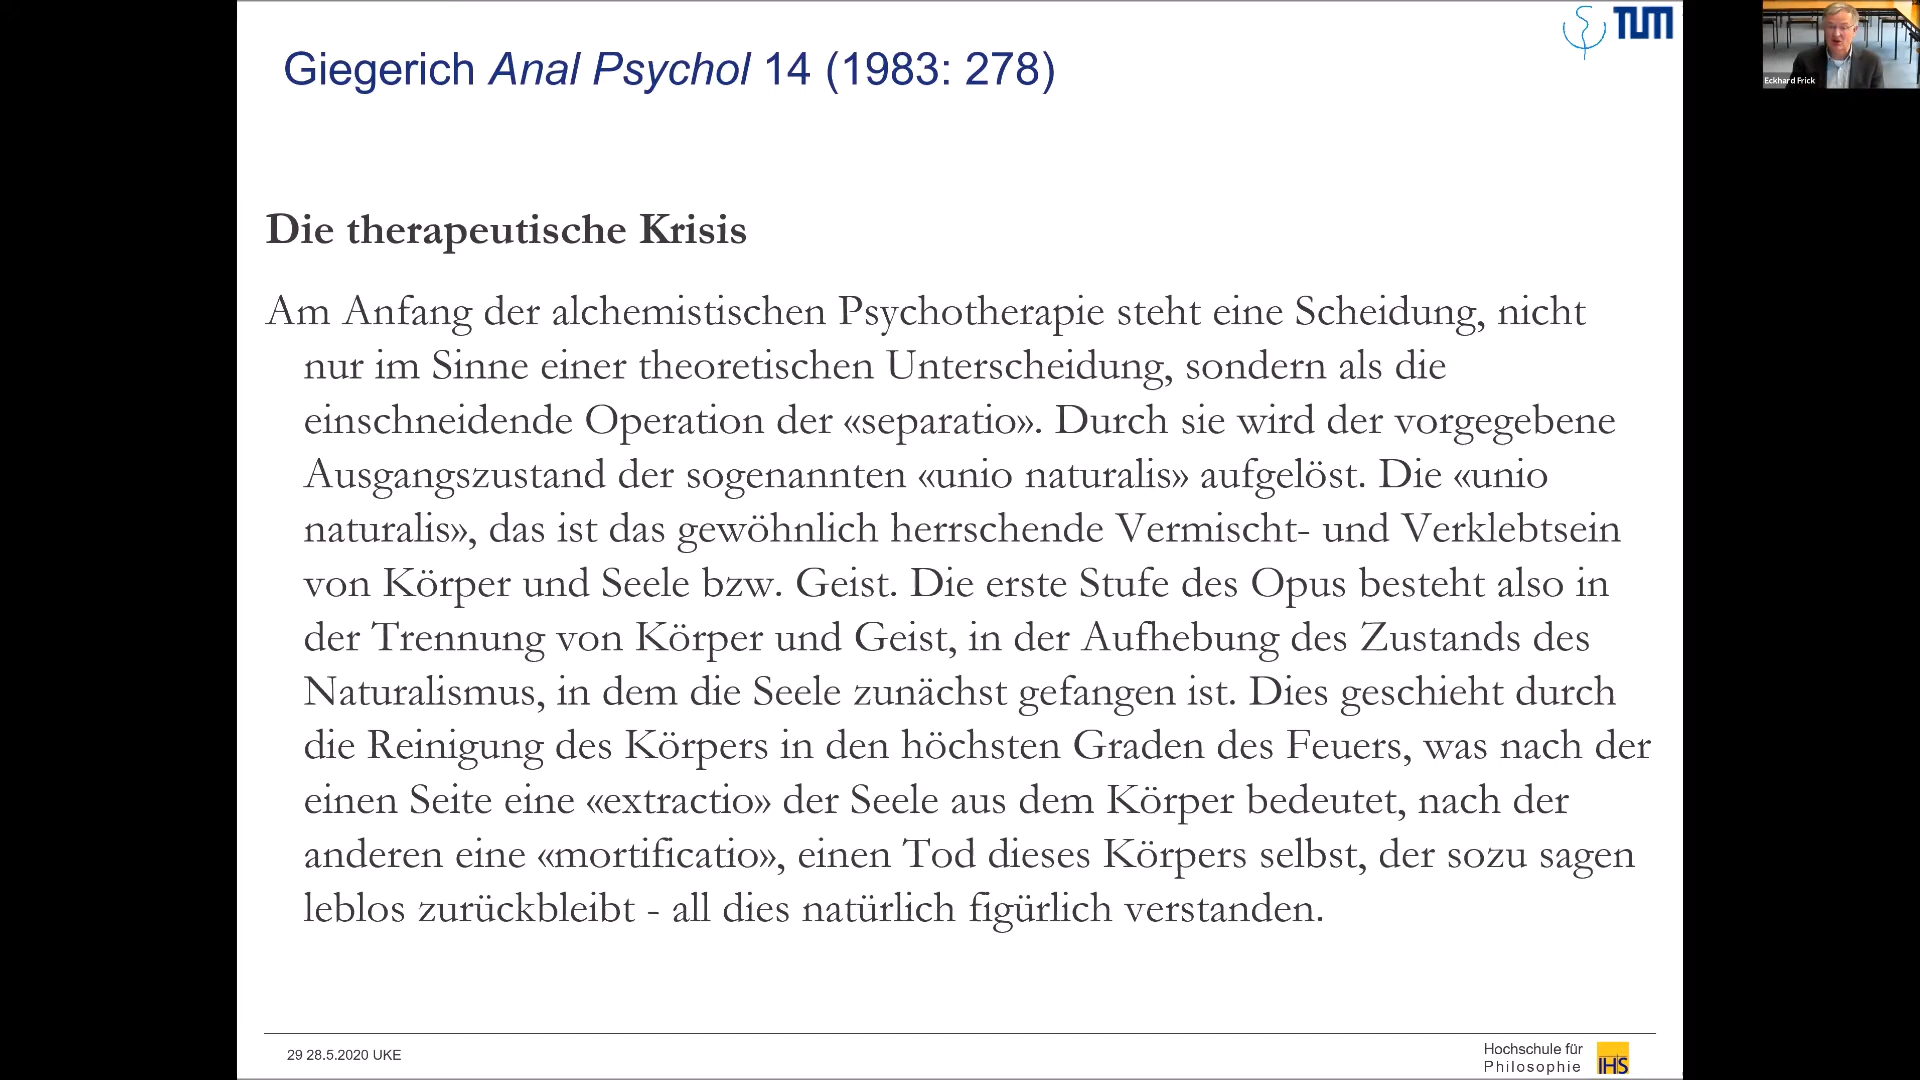 Giegerich Anal Psychol 14 (1983: 278)
TUM
Eckhard Frick
Die therapeutische Krisis
Am Anfang der alchemistischen Psychotherapie steht eine Scheidung, nicht
nur im Sinne einer theoretischen Unterscheidung, sondern als die
einschneidende Operation der «separatio». Durch sie wird der vorgegebene
Ausgangszustand der sogenannten «unio naturalis» aufgelöst. Die «unio
naturalis», das ist das gewöhnlich herrschende Vermischt- und Verklebtsein
von Körper und Seele bzw. Geist. Die erste Stufe des Opus besteht also in
der Trennung von Körper und Geist, in der Aufhebung des Zustands des
Naturalismus, in dem die Seele zunächst gefangen ist. Dies geschieht durch
die Reinigung des Körpers in den höchsten Graden des Feuers, was nach der
einen Seite eine «extractio» der Seele aus dem Körper bedeutet, nach der
anderen eine «mortificatio», einen Tod dieses Körpers selbst, der sozu sagen
leblos zurückbleibt - all dies natürlich figürlich verstanden.
29 28.5.2020 UKE
Hochschule für
Philosophie
IHS